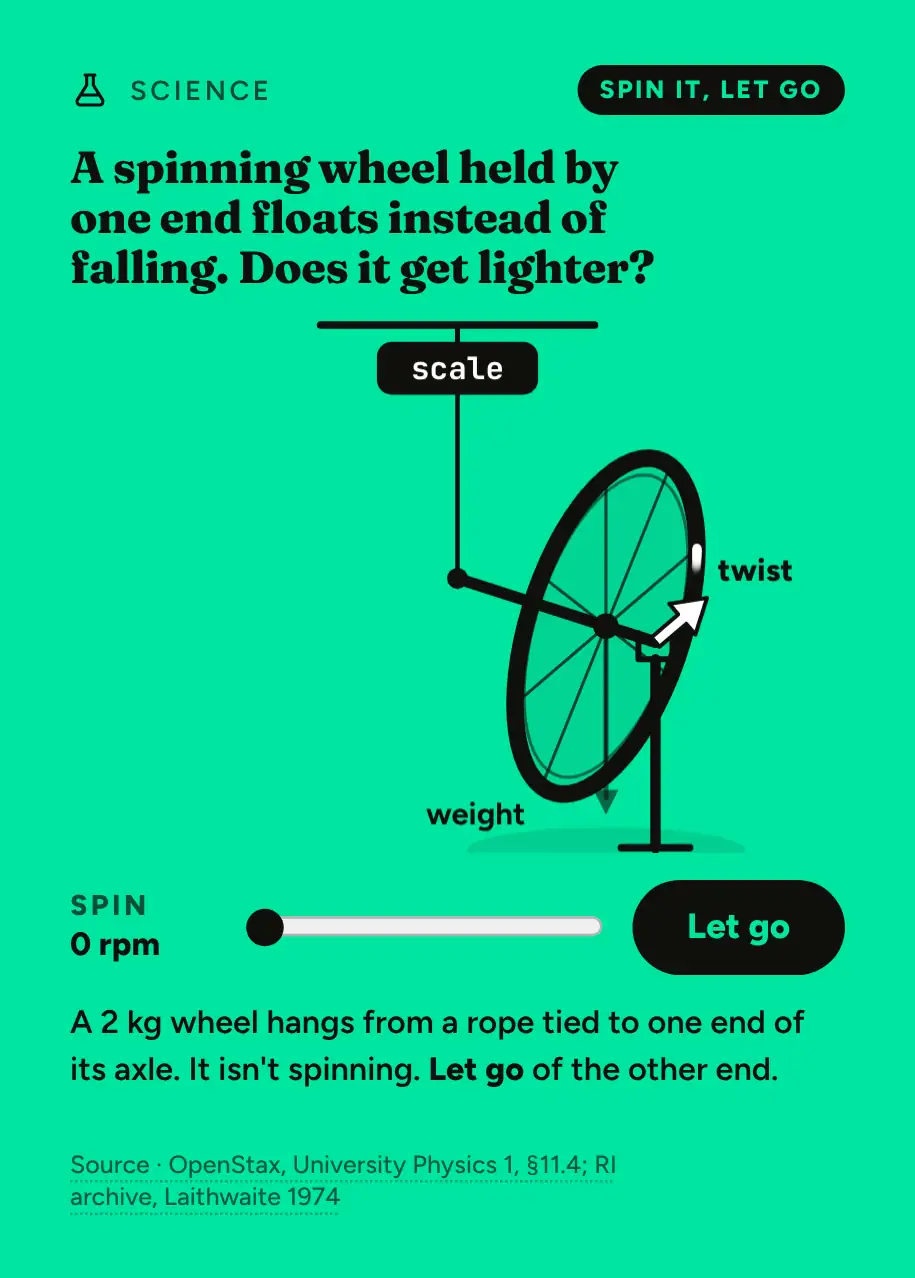 SCIENCE
SPIN IT, LET GO
A spinning wheel held by
one end floats instead of
falling. Does it get lighter?
scale
twist
weight
SPIN
0 rpm
Let go
A 2 kg wheel hangs from a rope tied to one end of
its axle. It isn't spinning. Let go of the other end.
Source · OpenStax, University Physics 1, §11.4; RI
archive, Laithwaite 1974